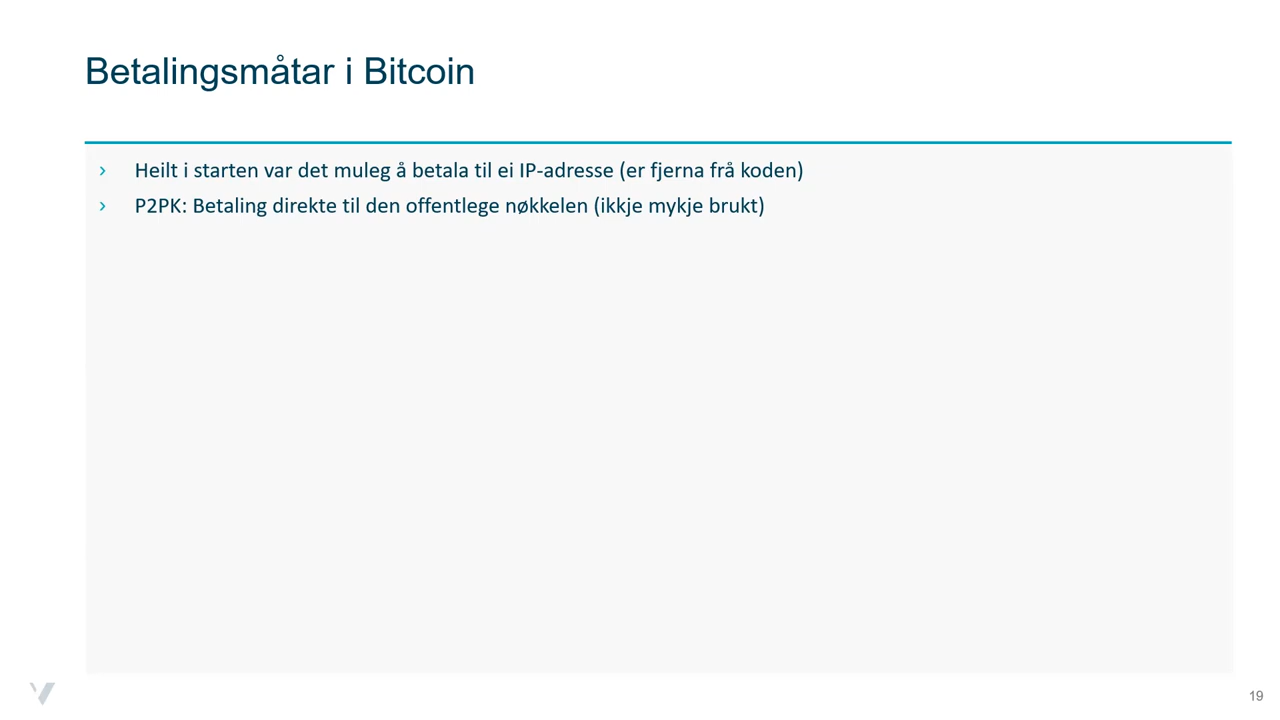 Betalingsmåtar i Bitcoin
› Heilt i starten var det muleg å betala til ei IP-adresse (er fjerna frå koden)
› P2PK: Betaling direkte til den offentlege nøkkelen (ikkje mykje brukt)
19